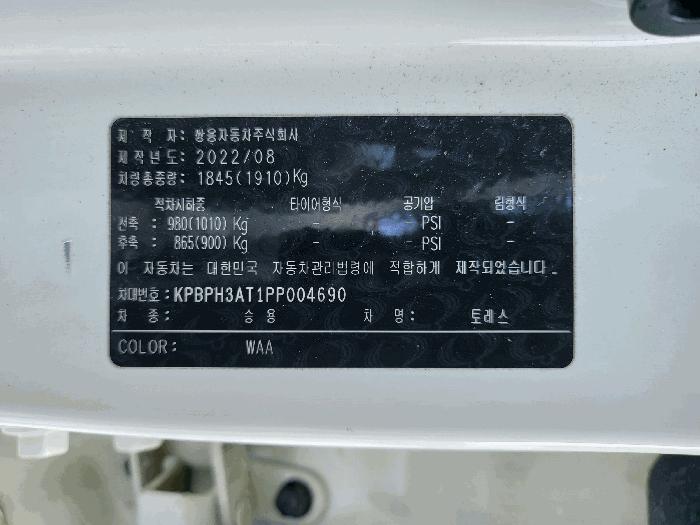 제 작 자: 쌍용자동차주식회사
제작년도: 2022/08
차량총중량: 1845(1910)Kg
적차시하중 타이어형식 공기압 림형식
전축 : 980(1010) Kg - - PSI -
후축 : 865(900) Kg - - PSI -
이 자동차는 대한민국 자동차관리법령에 적합하게 제작되었습니다.
차대번호: KPBPH3AT1PP004690
차 종: 승 용 차 명: 토레스
COLOR: WAA